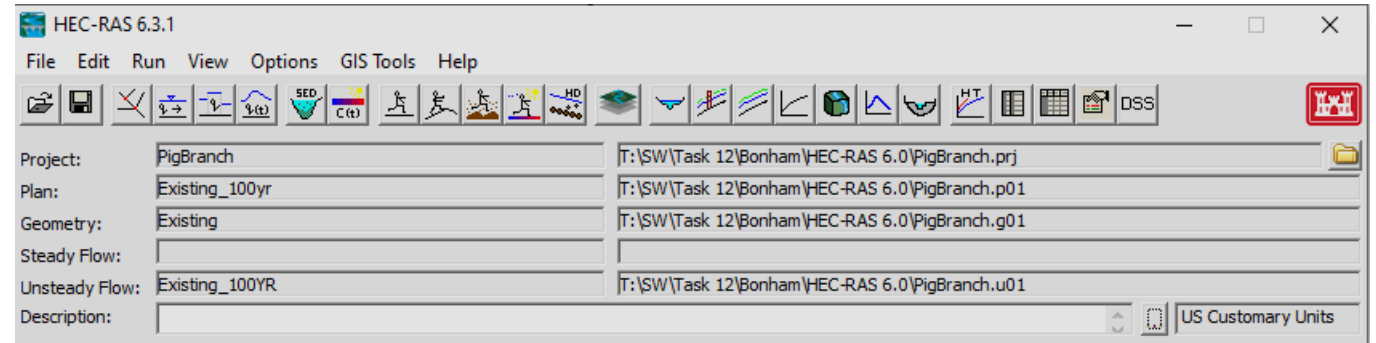 HEC-RAS 6.3.1
File Edit Run View Options GIS Tools Help
SED C(t) HD HT DSS
Project: PigBranch T:\SW\Task 12\Bonham\HEC-RAS 6.0\PigBranch.prj
Plan: Existing_100yr T:\SW\Task 12\Bonham\HEC-RAS 6.0\PigBranch.p01
Geometry: Existing T:\SW\Task 12\Bonham\HEC-RAS 6.0\PigBranch.g01
Steady Flow:
Unsteady Flow: Existing_100YR T:\SW\Task 12\Bonham\HEC-RAS 6.0\PigBranch.u01
Description: US Customary Units